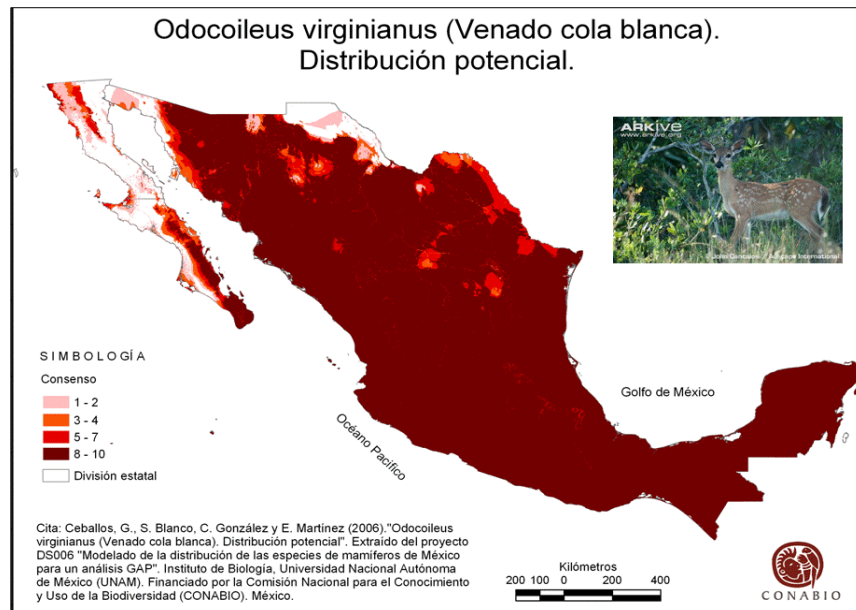 Odocoileus virginianus (Venado cola blanca).
Distribución potencial.
ARKIVE
www.arkive.org
© John Cancalosi / Auscape International
Golfo de México
Océano Pacífico
SIMBOLOGÍA
Consenso
1 - 2
3 - 4
5 - 7
8 - 10
División estatal
Cita: Ceballos, G., S. Blanco, C. González y E. Martínez (2006)."Odocoileus
virginianus (Venado cola blanca). Distribución potencial". Extraído del proyecto
DS006 "Modelado de la distribución de las especies de mamíferos de México
para un análisis GAP". Instituto de Biología, Universidad Nacional Autónoma
de México (UNAM). Financiado por la Comisión Nacional para el Conocimiento
y Uso de la Biodiversidad (CONABIO). México.
Kilómetros
200 100 0 200 400
CONABIO